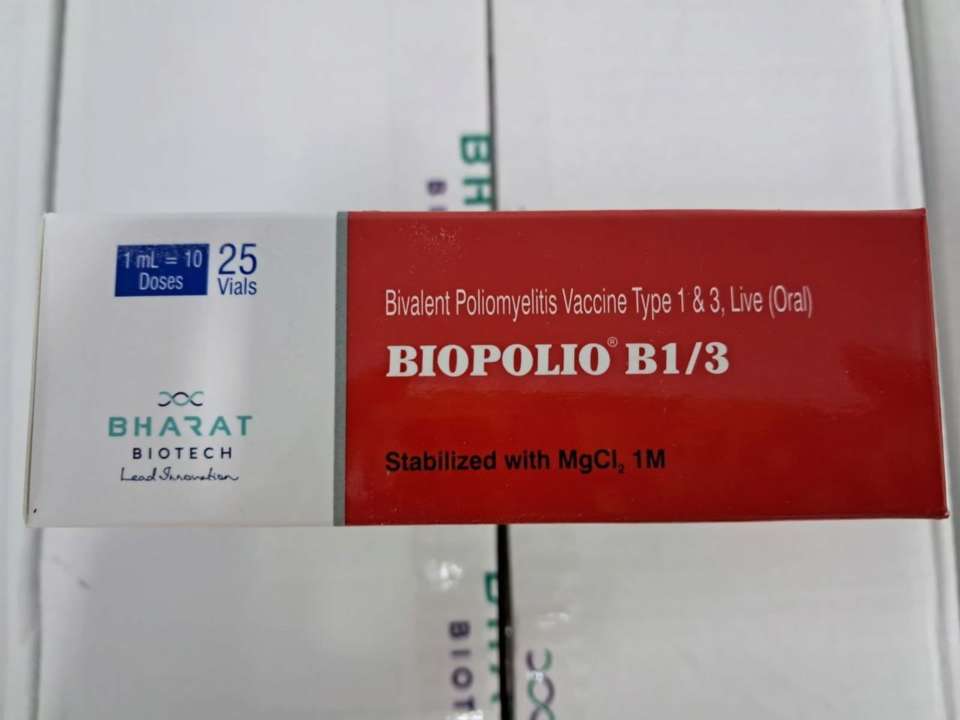 1 mL = 10
Doses
25
Vials
BHARAT
BIOTECH
Lead Innovation
Bivalent Poliomyelitis Vaccine Type 1 & 3, Live (Oral)
BIOPOLIO® B1/3
Stabilized with MgCl₂ 1M
BH
B
BIOT